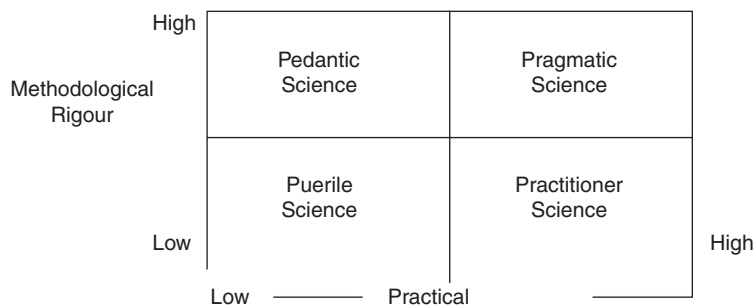 High
Pedantic
Science
Pragmatic
Science
Methodological
Rigour
Puerile
Science
Practitioner
Science
Low
High
Low
Practical